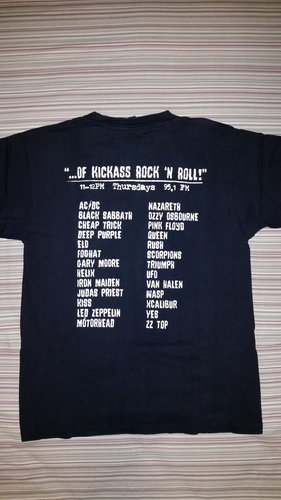 "...OF KICKASS ROCK 'N ROLL!"
11-12PM Thursdays 95,1 FM
AC/DC
BLACK SABBATH
CHEAP TRICK
DEEP PURPLE
ELO
FOGHAT
GARY MOORE
HELIX
IRON MAIDEN
JUDAS PRIEST
KISS
LED ZEPPELIN
MOTORHEAD
NAZARETH
OZZY OSBOURNE
PINK FLOYD
QUEEN
RUSH
SCORPIONS
TRIUMPH
UFO
VAN HALEN
WASP
XCALIBUR
YES
ZZ TOP